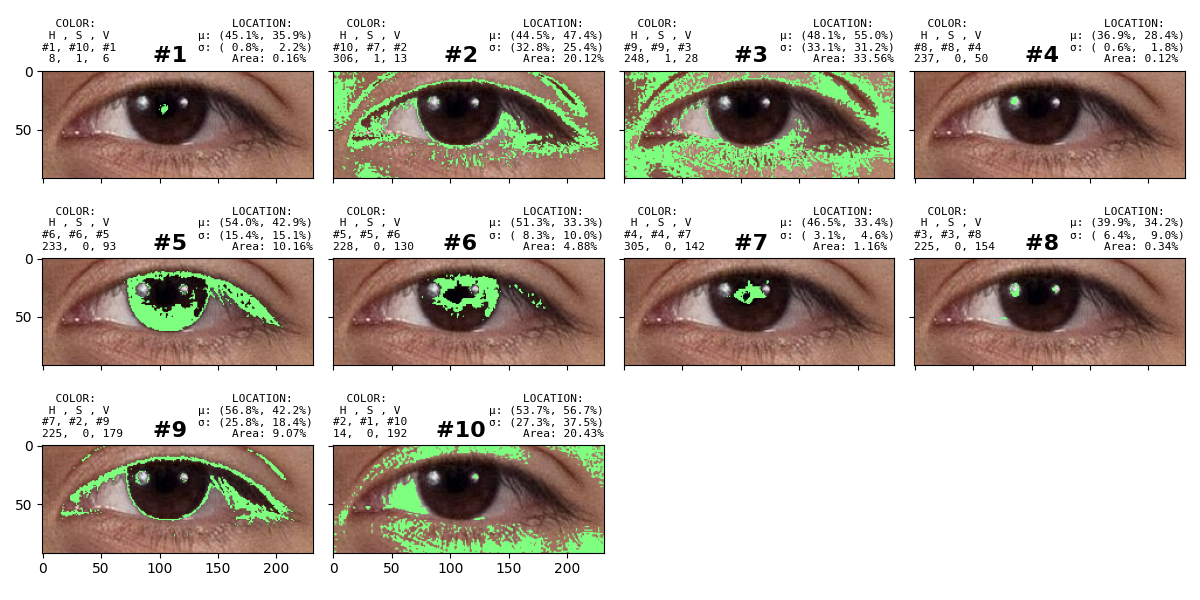 COLOR: LOCATION: COLOR: LOCATION: COLOR: LOCATION: COLOR: LOCATION:
H , S , V μ: (45.1%, 35.9%) H , S , V μ: (44.5%, 47.4%) H , S , V μ: (48.1%, 55.0%) H , S , V μ: (36.9%, 28.4%)
#1, #10, #1 #1 σ: ( 0.8%, 2.2%) #10, #7, #2 #2 σ: (32.8%, 25.4%) #9, #9, #3 #3 σ: (33.1%, 31.2%) #8, #8, #4 #4 σ: ( 0.6%, 1.8%)
8, 1, 6 Area: 0.16% 306, 1, 13 Area: 20.12% 248, 1, 28 Area: 33.56% 237, 0, 50 Area: 0.12%
0
50
COLOR: LOCATION: COLOR: LOCATION: COLOR: LOCATION: COLOR: LOCATION:
H , S , V μ: (54.0%, 42.9%) H , S , V μ: (51.3%, 33.3%) H , S , V μ: (46.5%, 33.4%) H , S , V μ: (39.9%, 34.2%)
#6, #6, #5 #5 σ: (15.4%, 15.1%) #5, #5, #6 #6 σ: ( 8.3%, 10.0%) #4, #4, #7 #7 σ: ( 3.1%, 4.6%) #3, #3, #8 #8 σ: ( 6.4%, 9.0%)
233, 0, 93 Area: 10.16% 228, 0, 130 Area: 4.88% 305, 0, 142 Area: 1.16% 225, 0, 154 Area: 0.34%
0
50
COLOR: LOCATION: COLOR: LOCATION:
H , S , V μ: (56.8%, 42.2%) H , S , V μ: (53.7%, 56.7%)
#7, #2, #9 #9 σ: (25.8%, 18.4%) #2, #1, #10 #10 σ: (27.3%, 37.5%)
225, 0, 179 Area: 9.07% 14, 0, 192 Area: 20.43%
0
50
0 50 100 150 200 0 50 100 150 200